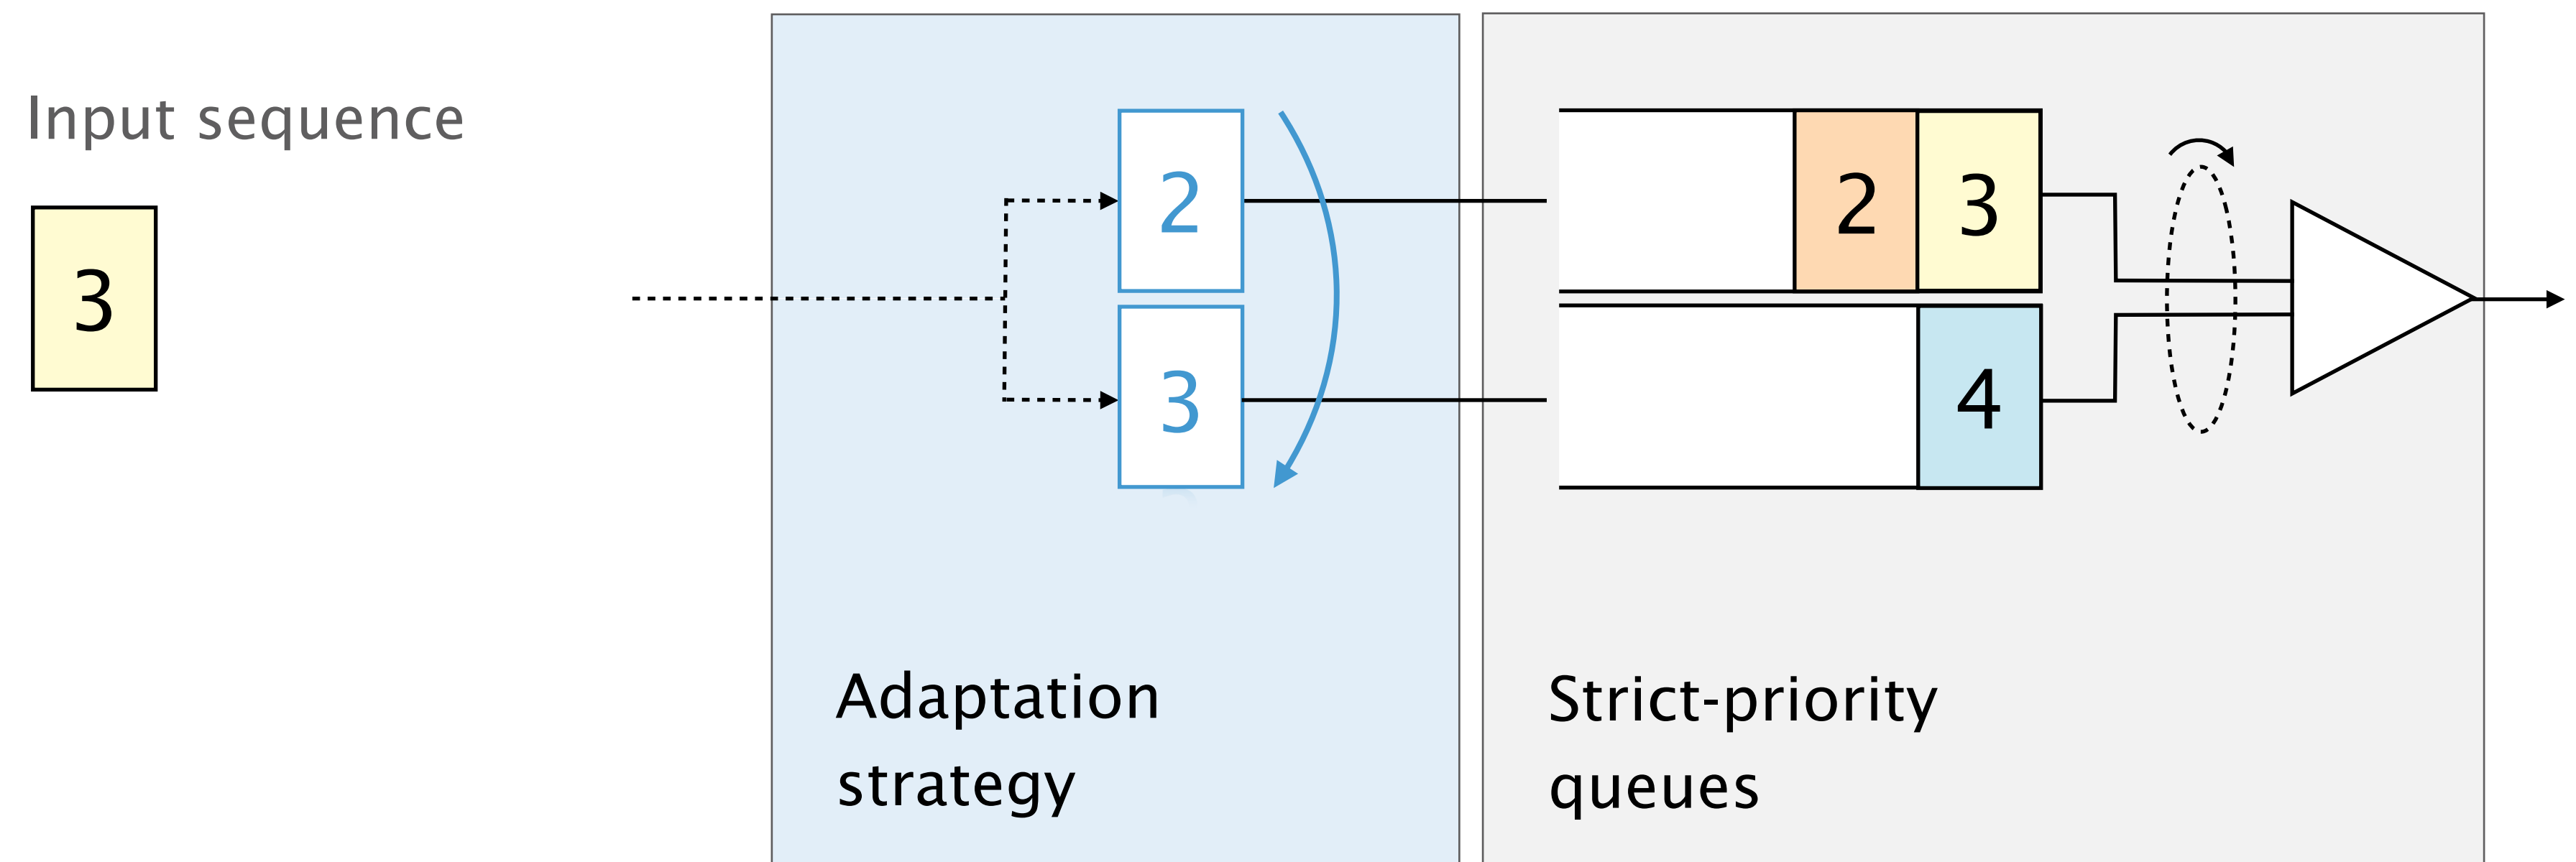 Input sequence
3
2
3
2 3
4
Adaptation
strategy
Strict-priority
queues